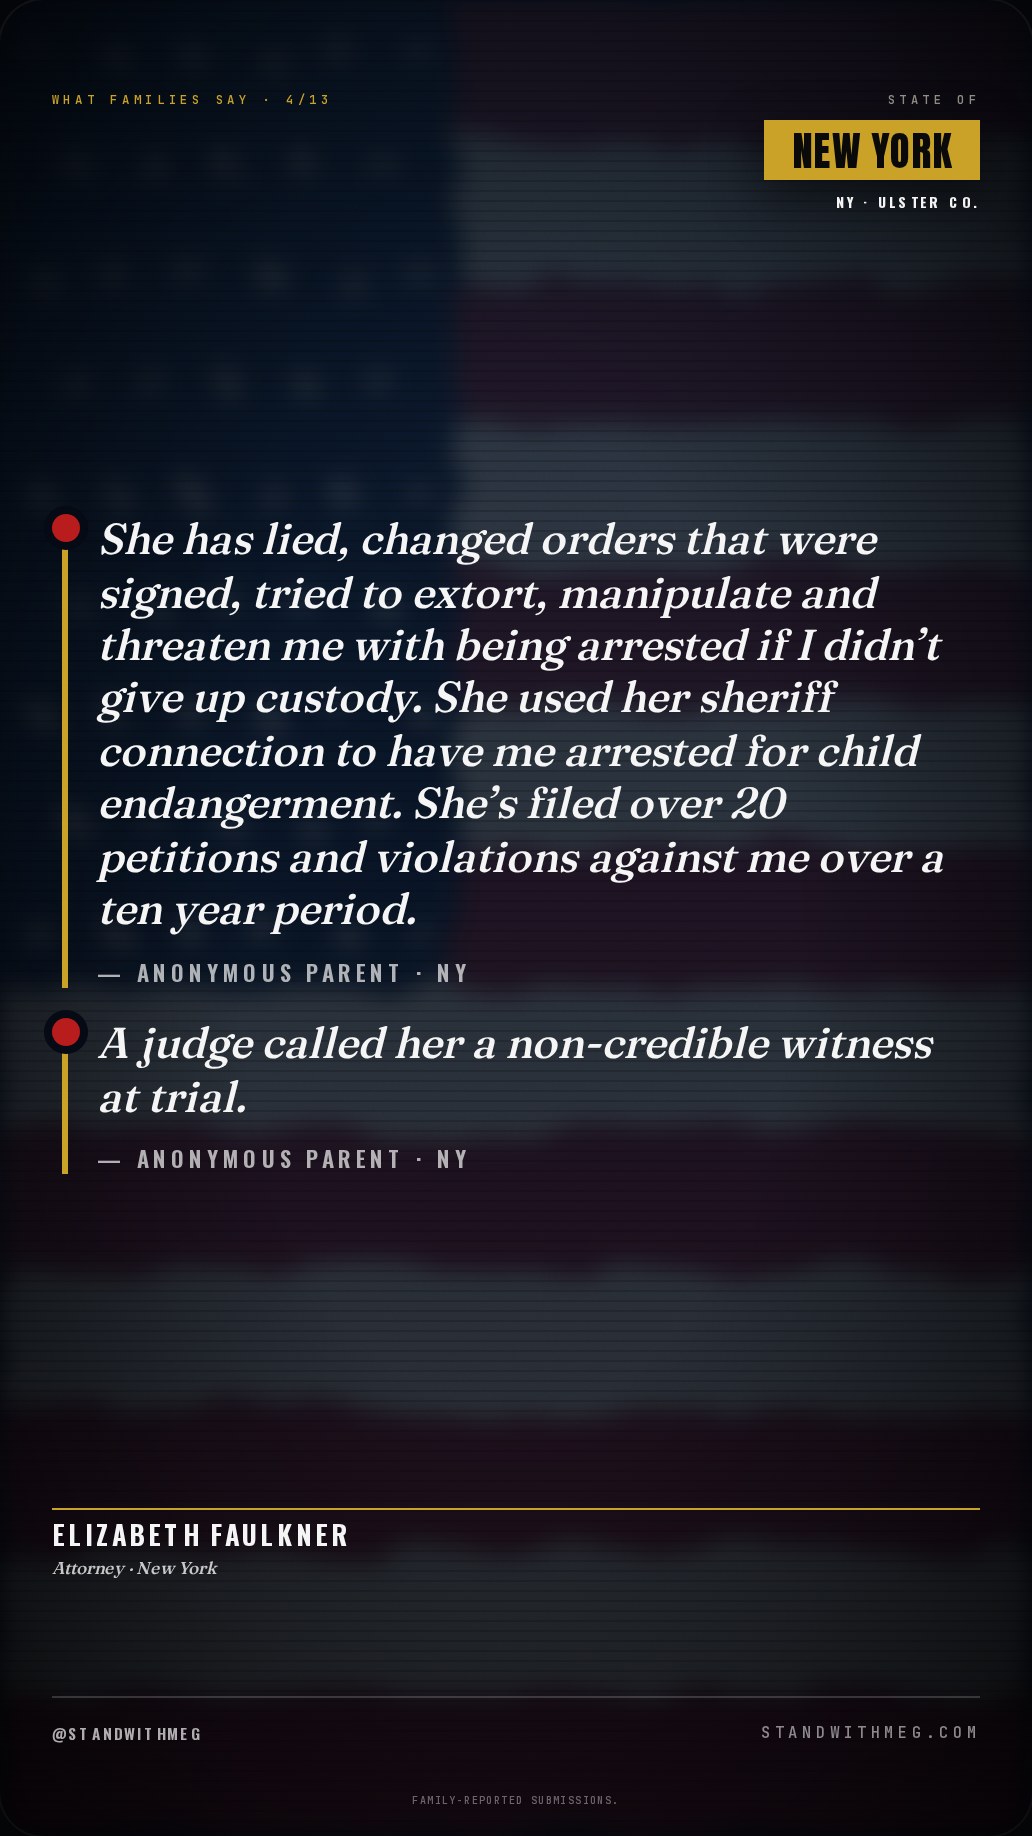 WHAT FAMILIES SAY · 4/13
STATE OF
NEW YORK
NY · ULSTER CO.
She has lied, changed orders that were
signed, tried to extort, manipulate and
threaten me with being arrested if I didn’t
give up custody. She used her sheriff
connection to have me arrested for child
endangerment. She’s filed over 20
petitions and violations against me over a
ten year period.
— ANONYMOUS PARENT · NY
A judge called her a non-credible witness
at trial.
— ANONYMOUS PARENT · NY
ELIZABETH FAULKNER
Attorney · New York
@STANDWITHMEG
STANDWITHMEG.COM
FAMILY-REPORTED SUBMISSIONS.